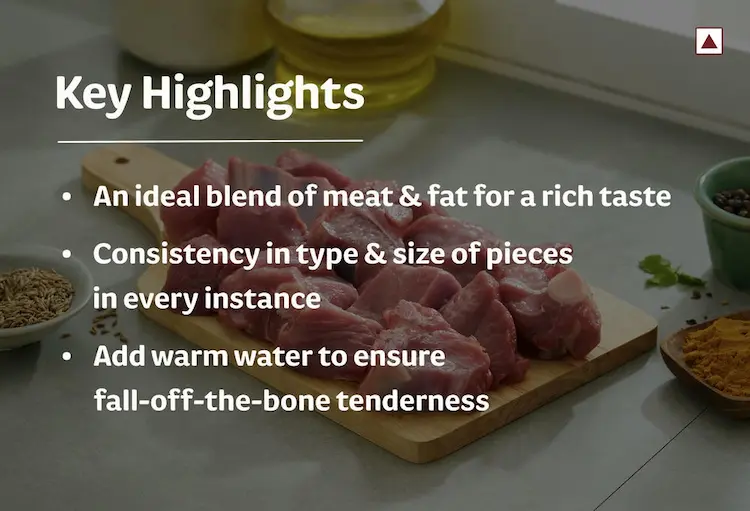 Key Highlights
• An ideal blend of meat & fat for a rich taste
• Consistency in type & size of pieces
in every instance
• Add warm water to ensure
fall-off-the-bone tenderness